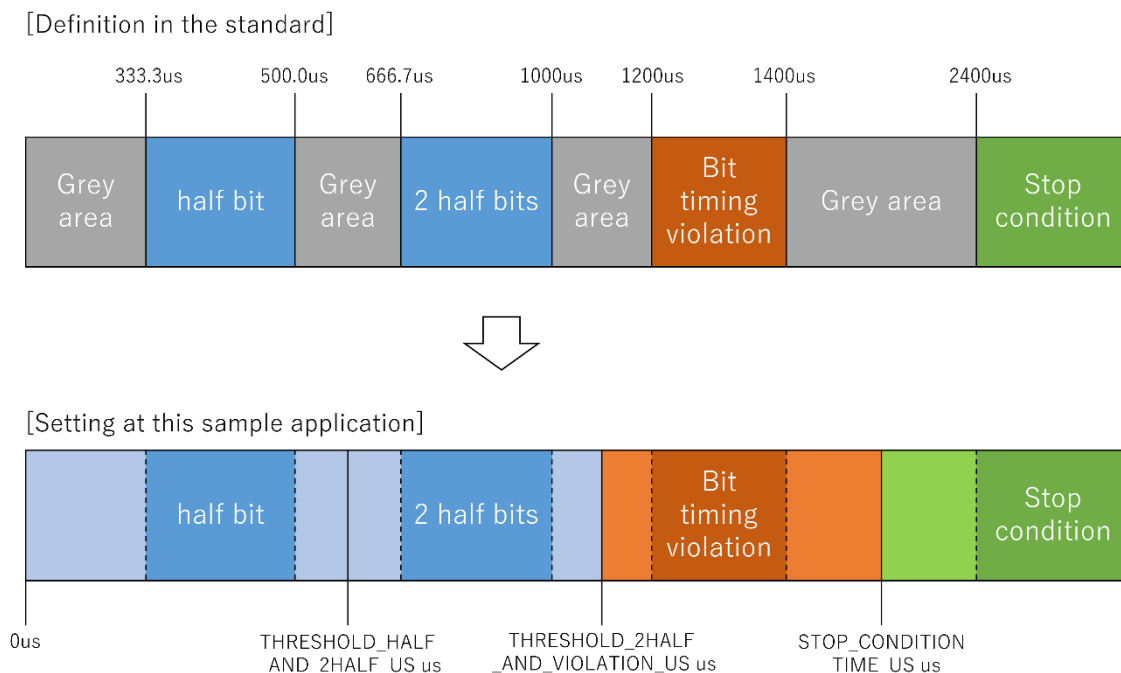 [Definition in the standard]
333.3us 500.0us 666.7us 1000us 1200us 1400us 2400us
Grey
area
half bit
Grey
area
2 half bits
Grey
area
Bit
timing
violation
Grey area
Stop
condition
[Setting at this sample application]
half bit
2 half bits
Bit
timing
violation
Stop
condition
0us
THRESHOLD_HALF
AND 2HALF US us
THRESHOLD_2HALF
_AND_VIOLATION_US us
STOP_CONDITION
TIME US us